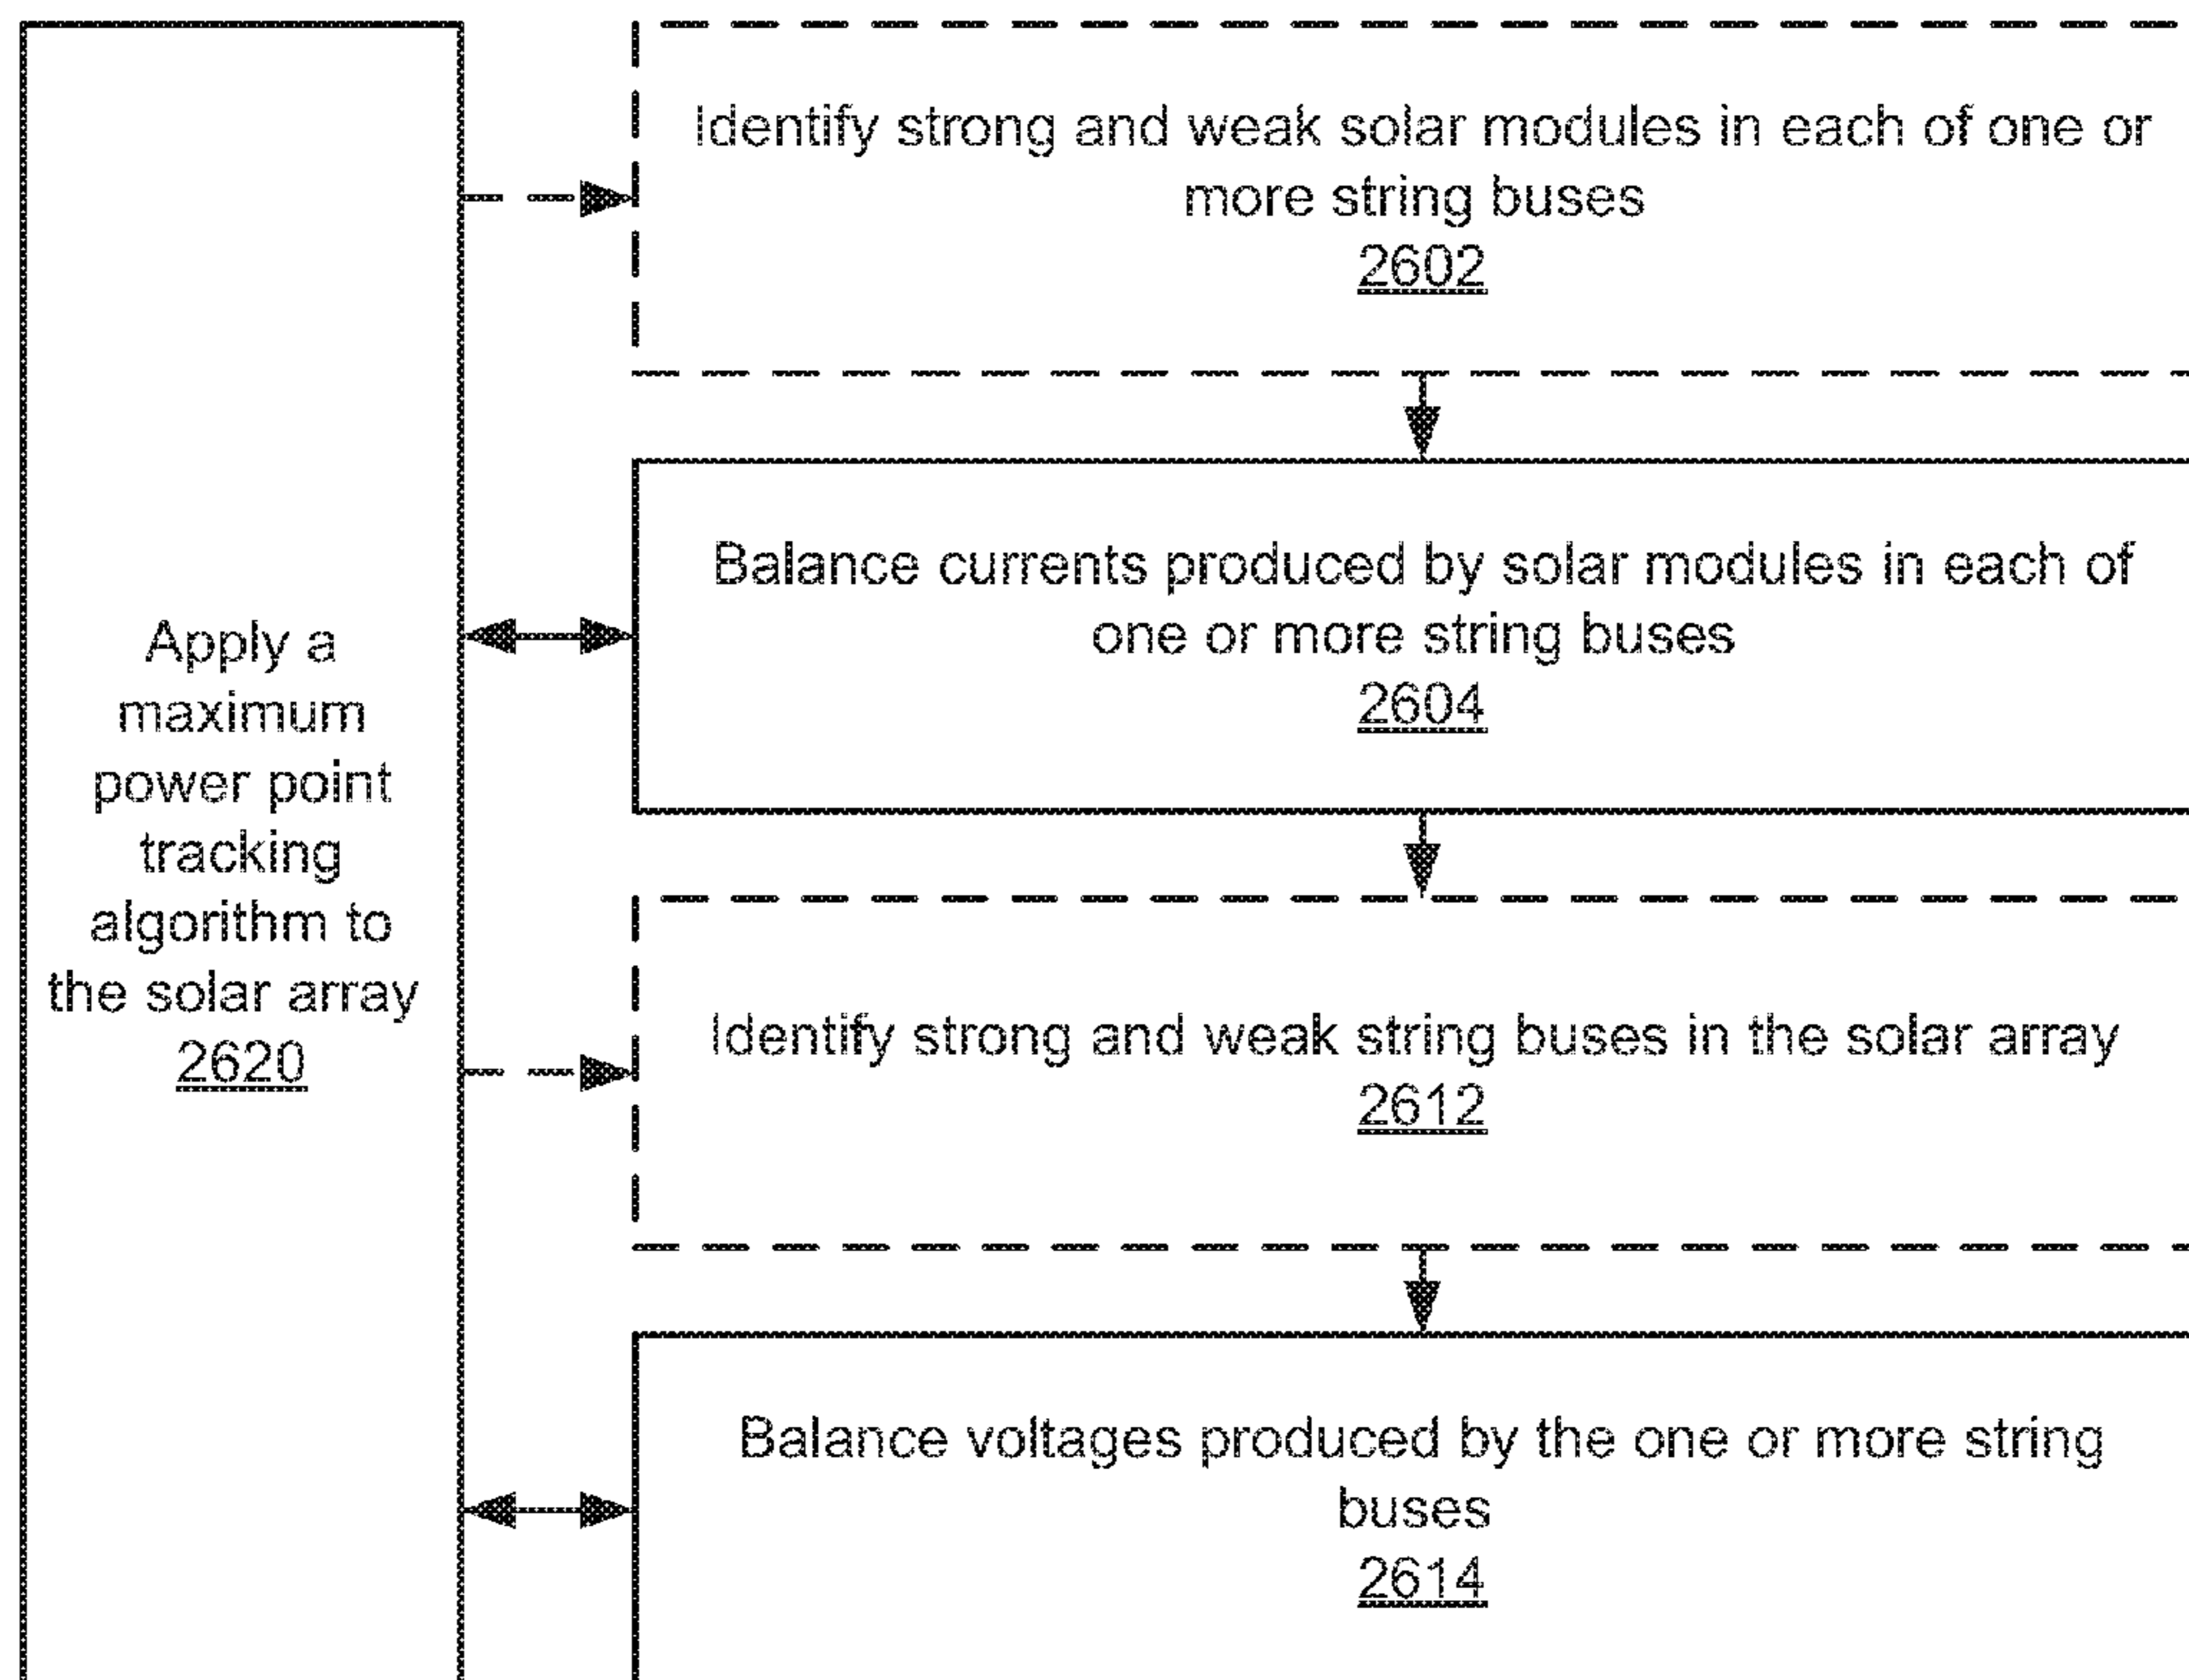 Apply a
maximum
power point
tracking
algorithm to
the solar array
2620
Identify strong and weak solar modules in each of one or
more string buses
2602
Balance currents produced by solar modules in each of
one or more string buses
2604
Identify strong and weak string buses in the solar array
2612
Balance voltages produced by the one or more string
buses
2614